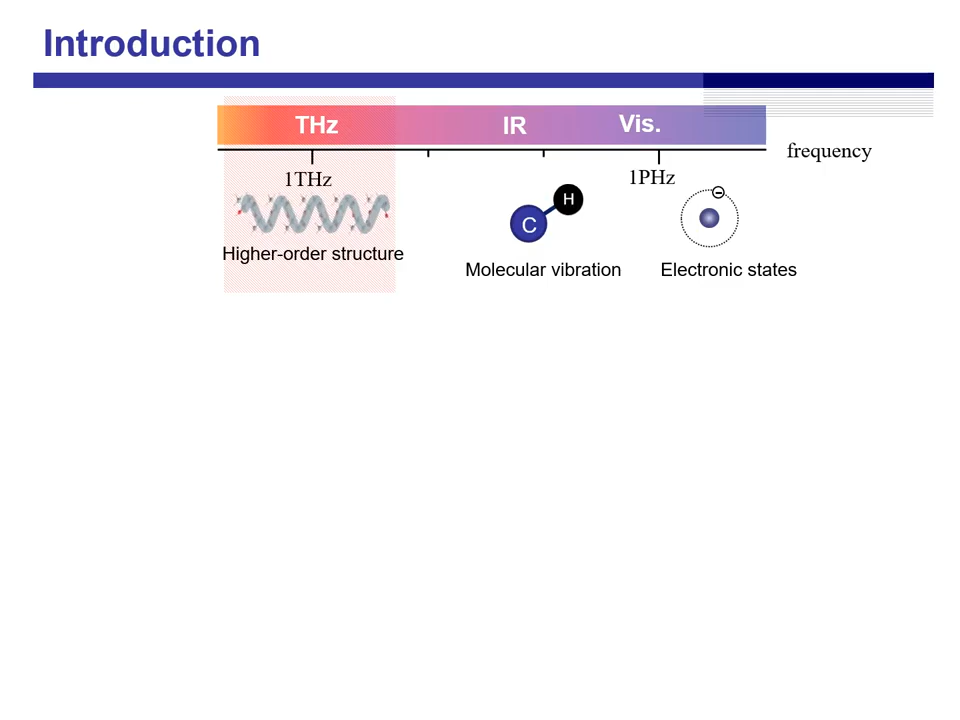 Introduction
THz IR Vis.
frequency
1THz 1PHz
C H
Higher-order structure
Molecular vibration Electronic states